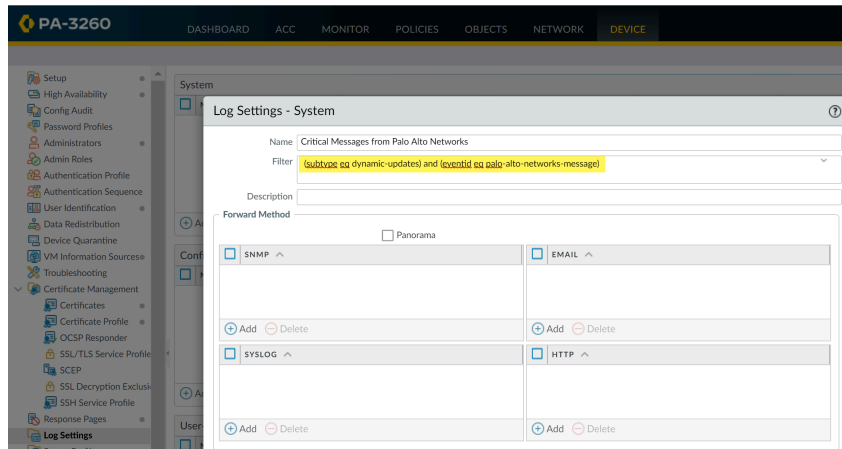 PA-3260
DASHBOARD ACC MONITOR POLICIES OBJECTS NETWORK DEVICE
Setup
High Availability
Config Audit
Password Profiles
Administrators
Admin Roles
Authentication Profile
Authentication Sequence
User Identification
Data Redistribution
Device Quarantine
VM Information Sources
Troubleshooting
Certificate Management
Certificates
Certificate Profile
OCSP Responder
SSL/TLS Service Profile
SCEP
SSL Decryption Exclusi
SSH Service Profile
Response Pages
Log Settings
System
Conf
User
Log Settings - System
Name Critical Messages from Palo Alto Networks
Filter (subtype eq dynamic-updates) and (eventid eq palo-alto-networks-message)
Description
Forward Method
Panorama
SNMP EMAIL
Add Delete Add Delete
SYSLOG HTTP
Add Delete Add Delete